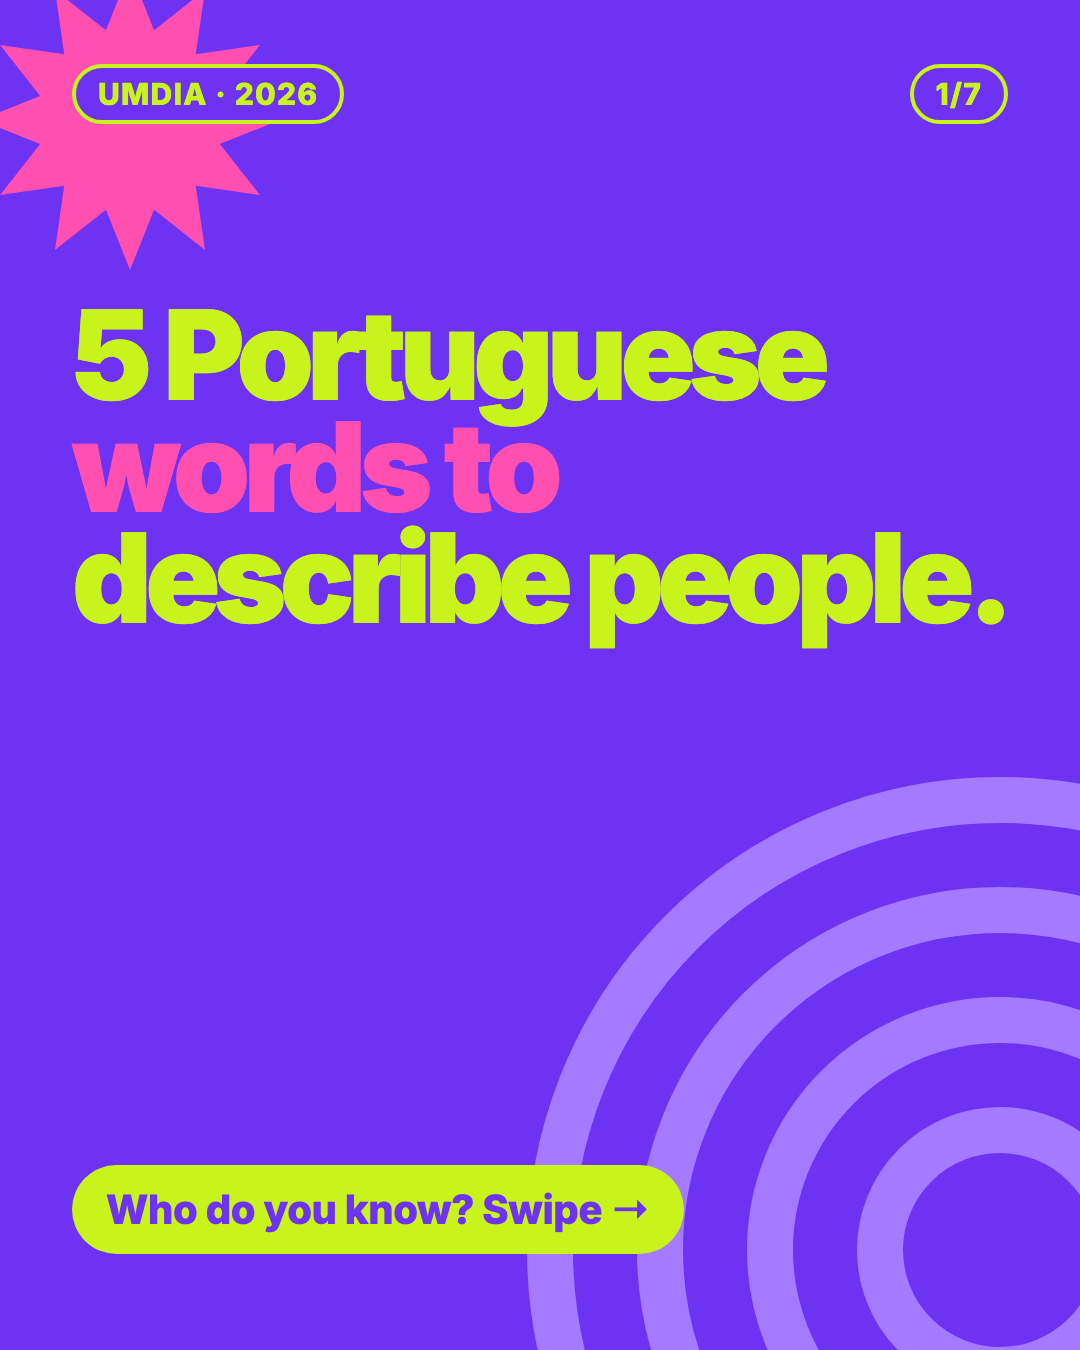 UMDIA · 2026
1/7
5 Portuguese
words to
describe people.
Who do you know? Swipe →